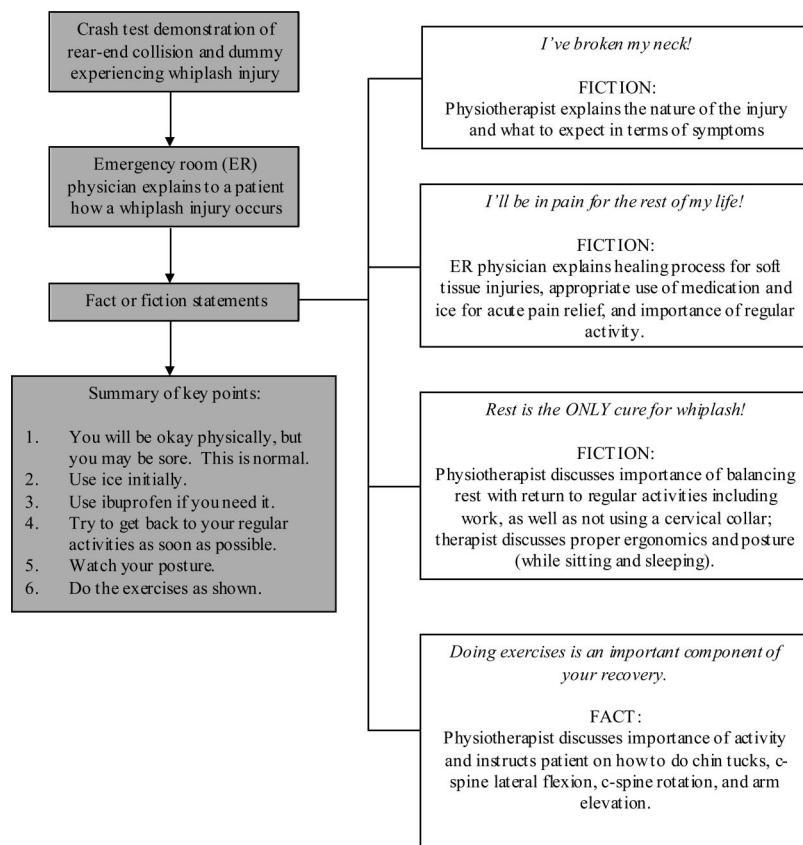 Crash test demonstration of
rear-end collision and dummy
experiencing whiplash injury
Emergency room (ER)
physician explains to a patient
how a whiplash injury occurs
Fact or fiction statements
Summary of key points:
1. You will be okay physically, but
you may be sore. This is normal.
2. Use ice initially.
3. Use ibuprofen if you need it.
4. Try to get back to your regular
activities as soon as possible.
5. Watch your posture.
6. Do the exercises as shown.
I've broken my neck!
FICTION:
Physiotherapist explains the nature of the injury
and what to expect in terms of symptoms
I'll be in pain for the rest of my life!
FICTION:
ER physician explains healing process for soft
tissue injuries, appropriate use of medication and
ice for acute pain relief, and importance of regular
activity.
Rest is the ONLY cure for whiplash!
FICTION:
Physiotherapist discusses importance of balancing
rest with return to regular activities including
work, as well as not using a cervical collar;
therapist discusses proper ergonomics and posture
(while sitting and sleeping).
Doing exercises is an important component of
your recovery.
FACT:
Physiotherapist discusses importance of activity
and instructs patient on how to do chin tucks, c-
spine lateral flexion, c-spine rotation, and arm
elevation.